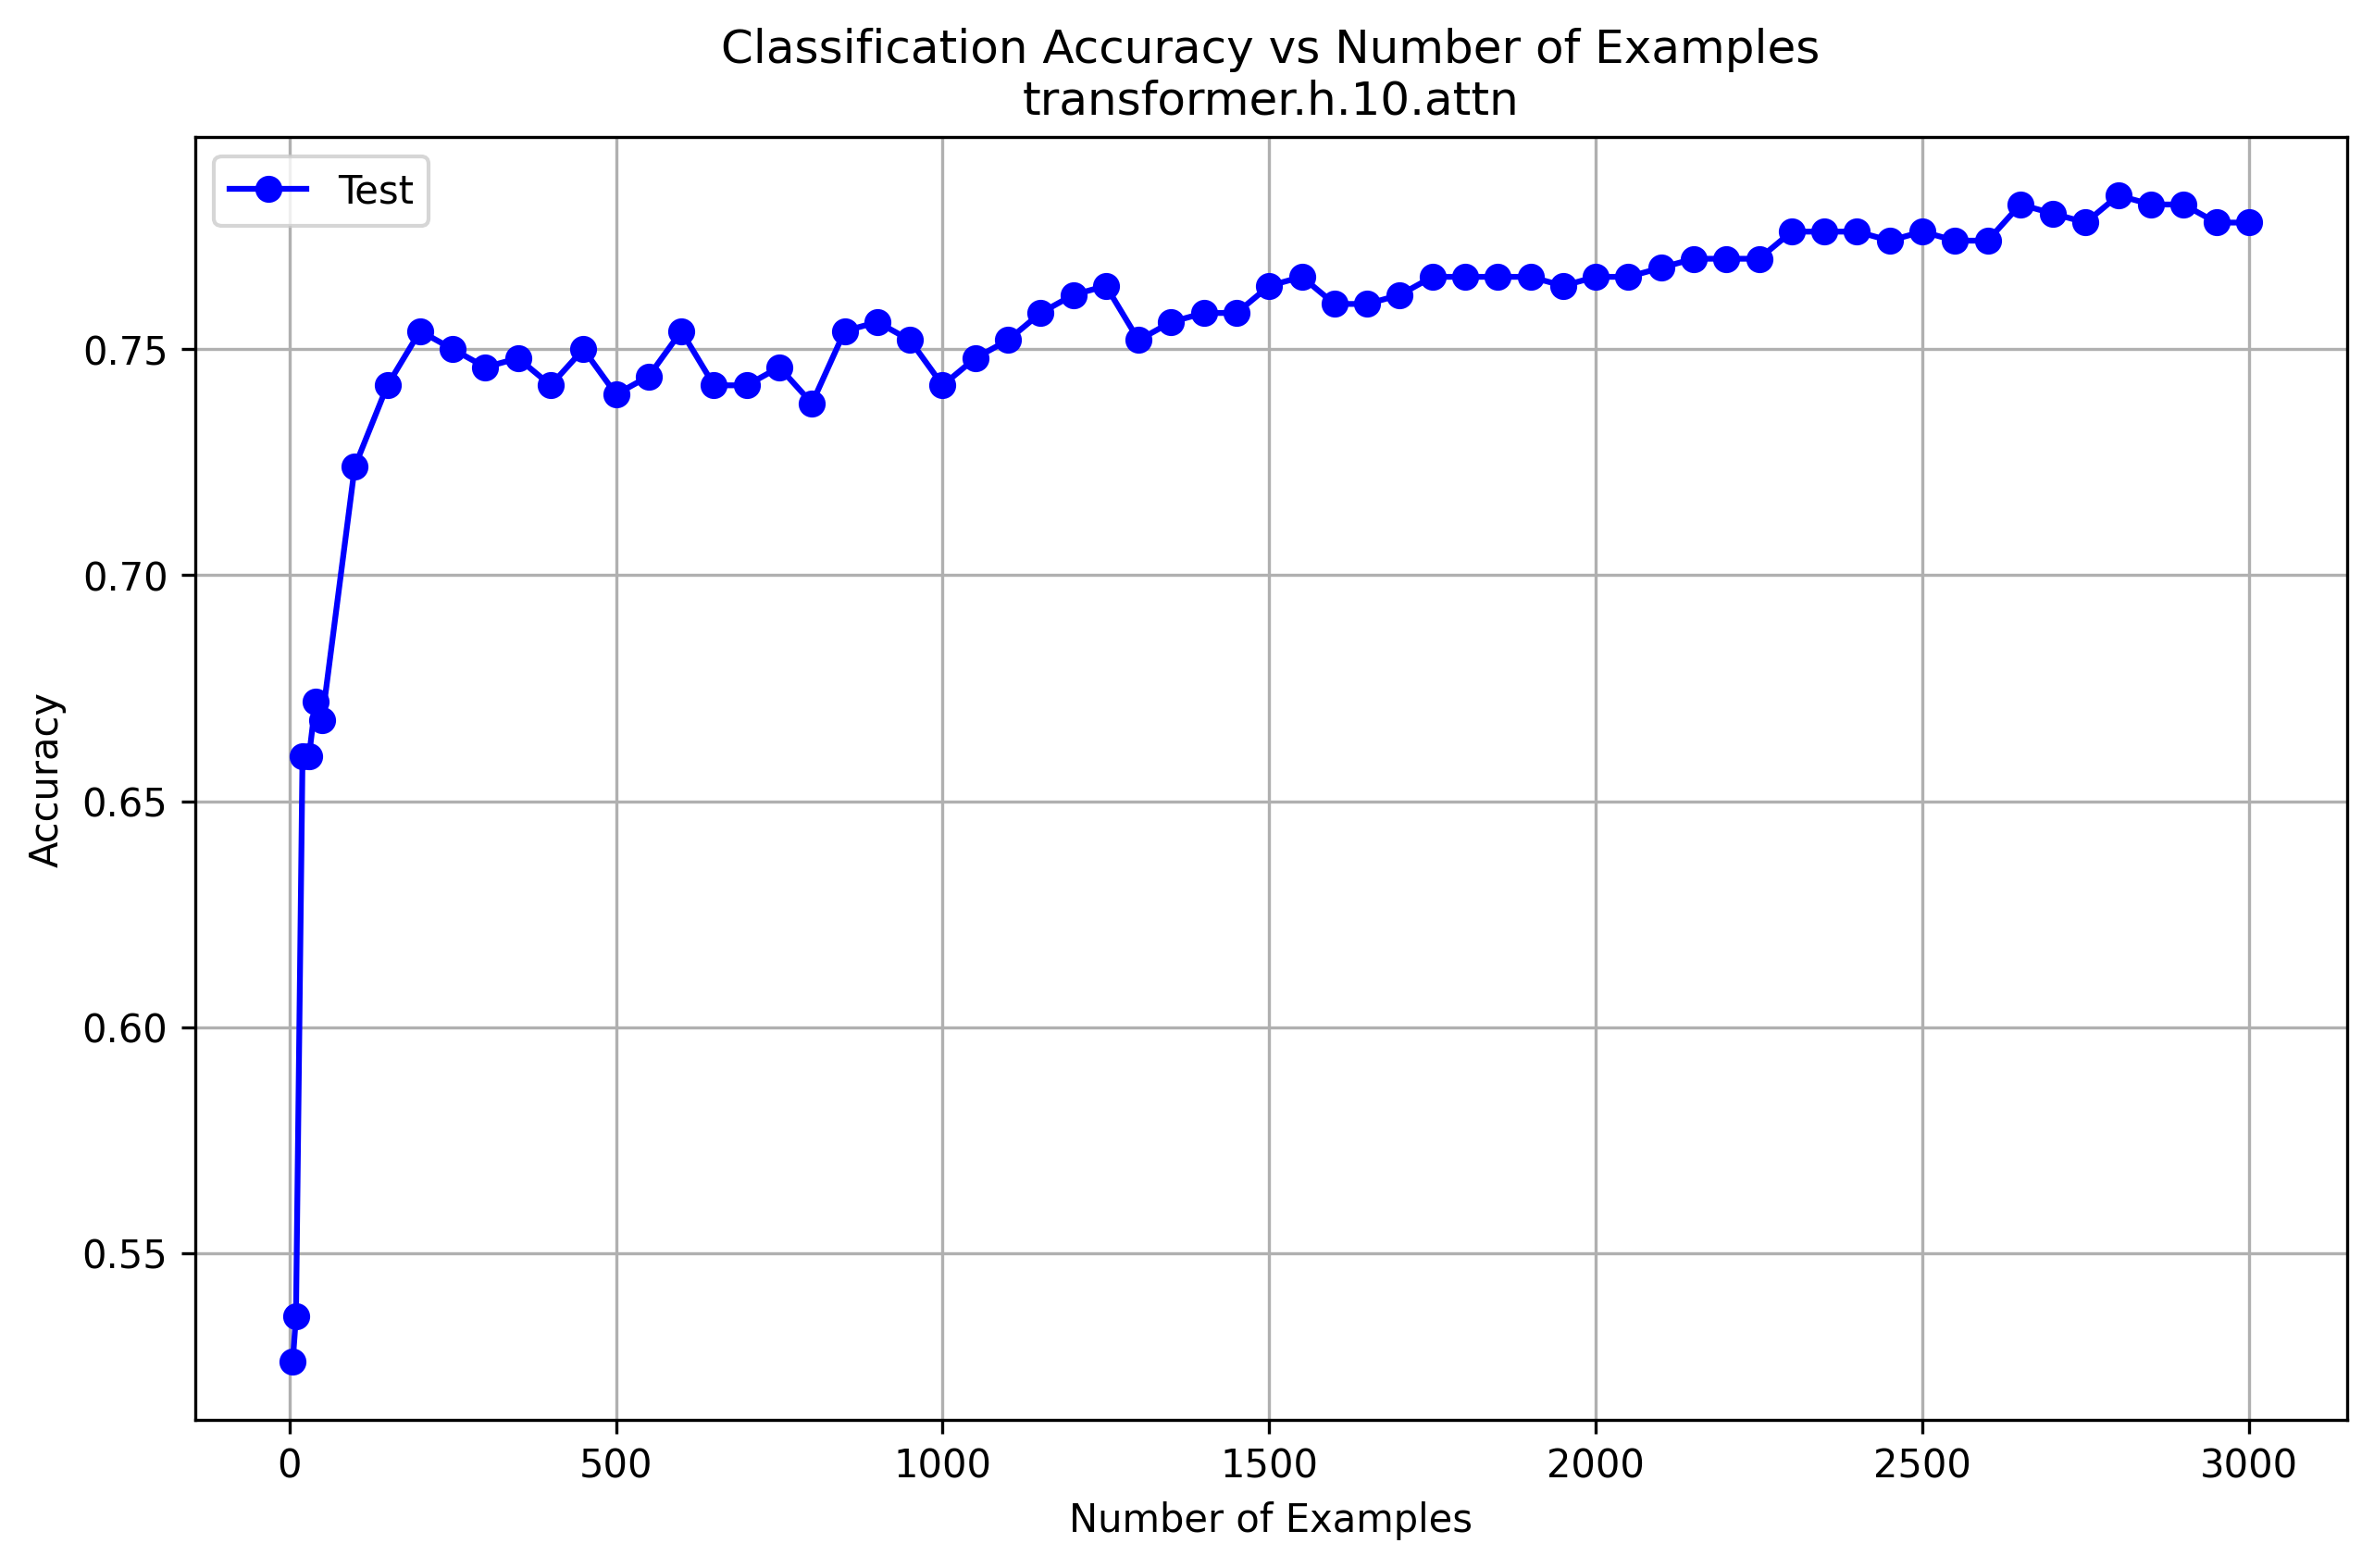 Classification Accuracy vs Number of Examples
transformer.h.10.attn
Test
Accuracy
0.75
0.70
0.65
0.60
0.55
0 500 1000 1500 2000 2500 3000
Number of Examples